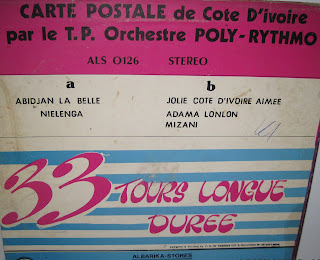 CARTE POSTALE de Cote D'ivoire
par le T.P. Orchestre POLY-RYTHMO
ALS 0126 STEREO
a
ABIDJAN LA BELLE
NIELENGA
b
JOLIE COTE D'IVOIRE AIMEE
ADAMA LONLON
MIZANI
33 TOURS LONGUE
DUREE
ALBARIKA-STORES